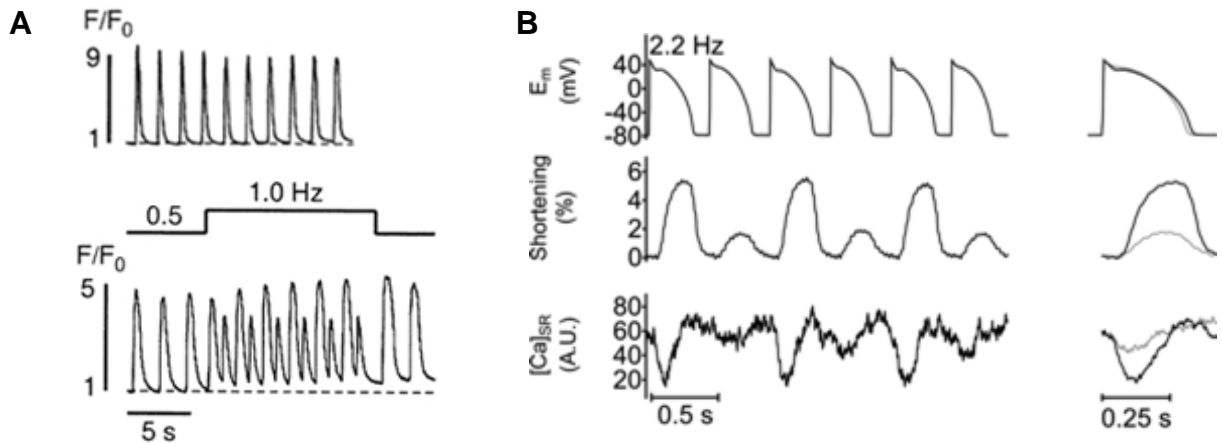 A
F/F0
9
1
0.5
1.0 Hz
F/F0
5
1
5 s
B
2.2 Hz
Em
(mV)
40
0
-40
-80
Shortening
(%)
6
4
2
0
[Ca]SR
(A.U.)
80
60
40
20
0.5 s
0.25 s